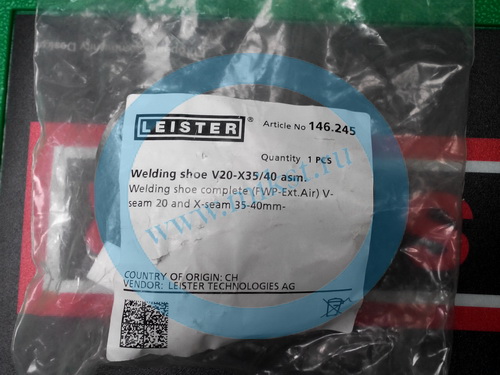 LEISTER®
Article No 146.245
Quantity 1 PCS
Welding shoe V20-X35/40 asm.
Welding shoe complete (FWP-Ext.Air) V-
seam 20 and X-seam 35-40mm-
COUNTRY OF ORIGIN: CH
VENDOR: LEISTER TECHNOLOGIES AG